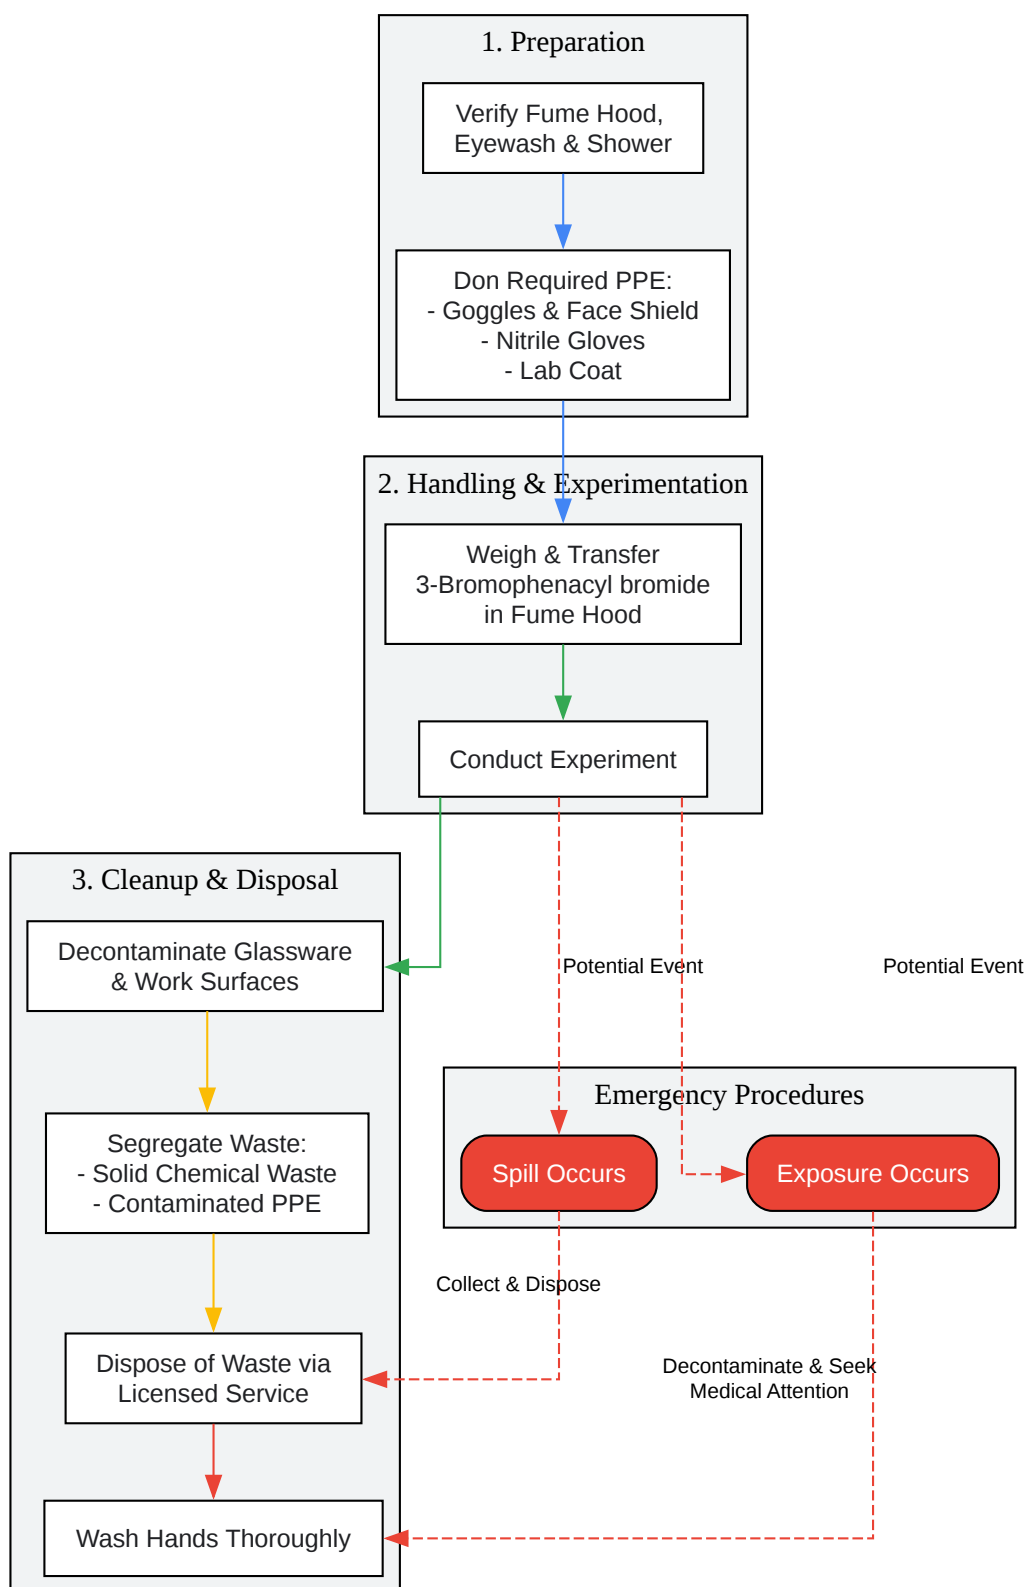 1. Preparation
Verify Fume Hood,
Eyewash & Shower
Don Required PPE:
- Goggles & Face Shield
- Nitrile Gloves
- Lab Coat
2. Handling & Experimentation
Weigh & Transfer
3-Bromophenacyl bromide
in Fume Hood
Conduct Experiment
3. Cleanup & Disposal
Decontaminate Glassware
& Work Surfaces
Potential Event
Potential Event
Emergency Procedures
Segregate Waste:
- Solid Chemical Waste
- Contaminated PPE
Spill Occurs
Exposure Occurs
Collect & Dispose
Dispose of Waste via
Licensed Service
Decontaminate & Seek
Medical Attention
Wash Hands Thoroughly